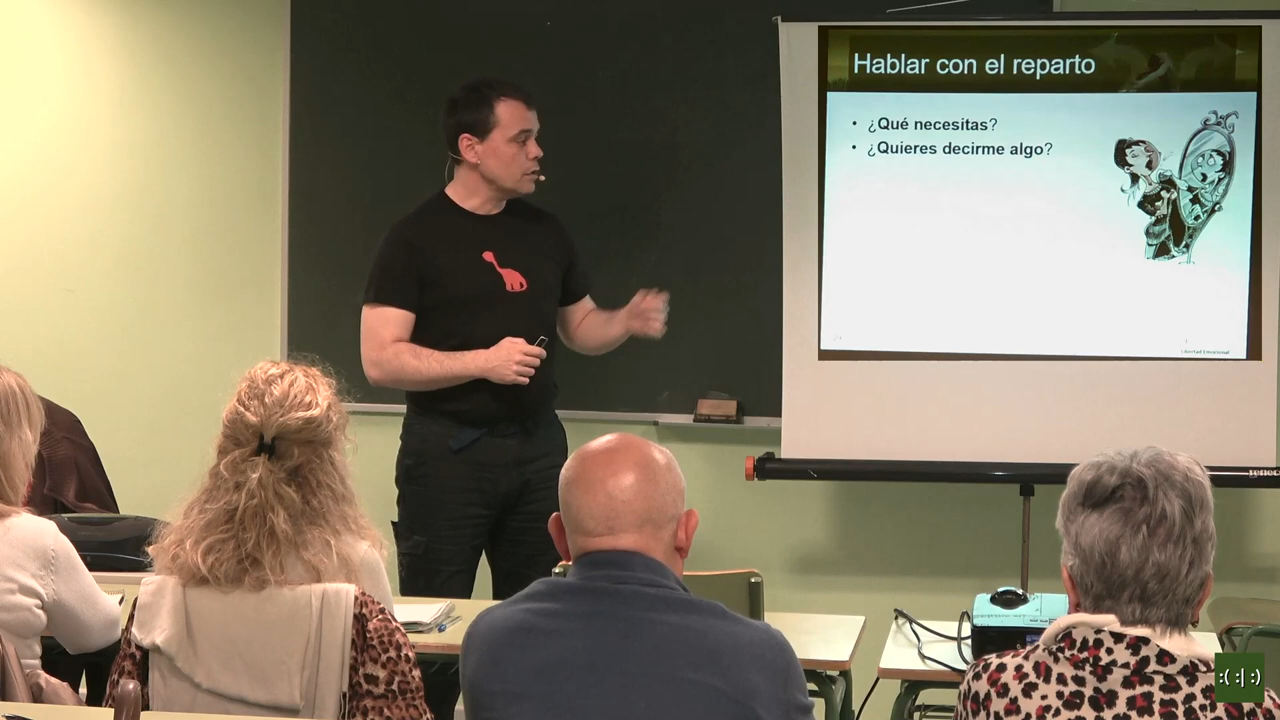 Hablar con el reparto
• ¿Qué necesitas?
• ¿Quieres decirme algo?
Libertad Emocional
:( :| :)